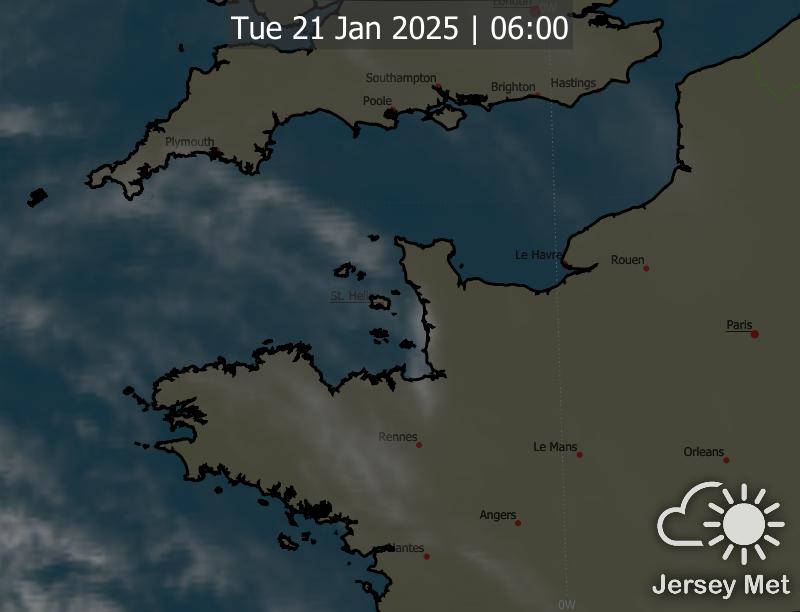 London
0W
Tue 21 Jan 2025 | 06:00
Southampton
Brighton
Hastings
Poole
Plymouth
Le Havre
Rouen
St. Heli
Paris
Rennes
Le Mans
Orleans
Angers
Nantes
Jersey Met
0W